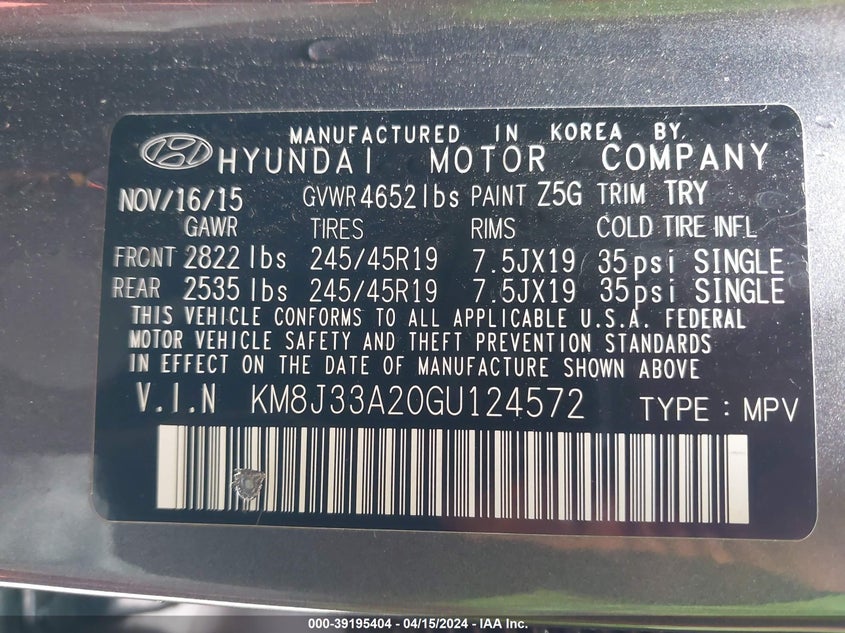 MANUFACTURED IN KOREA BY
HYUNDAI MOTOR COMPANY
NOV/16/15 GVWR 4652 lbs PAINT Z5G TRIM TRY
GAWR TIRES RIMS COLD TIRE INFL
FRONT 2822 lbs 245/45R19 7.5JX19 35psi SINGLE
REAR 2535 lbs 245/45R19 7.5JX19 35psi SINGLE
THIS VEHICLE CONFORMS TO ALL APPLICABLE U.S.A. FEDERAL
MOTOR VEHICLE SAFETY AND THEFT PREVENTION STANDARDS
IN EFFECT ON THE DATE OF MANUFACTURE SHOWN ABOVE
V.I.N KM8J33A20GU124572 TYPE : MPV
000-39195404 - 04/15/2024 - IAA Inc.